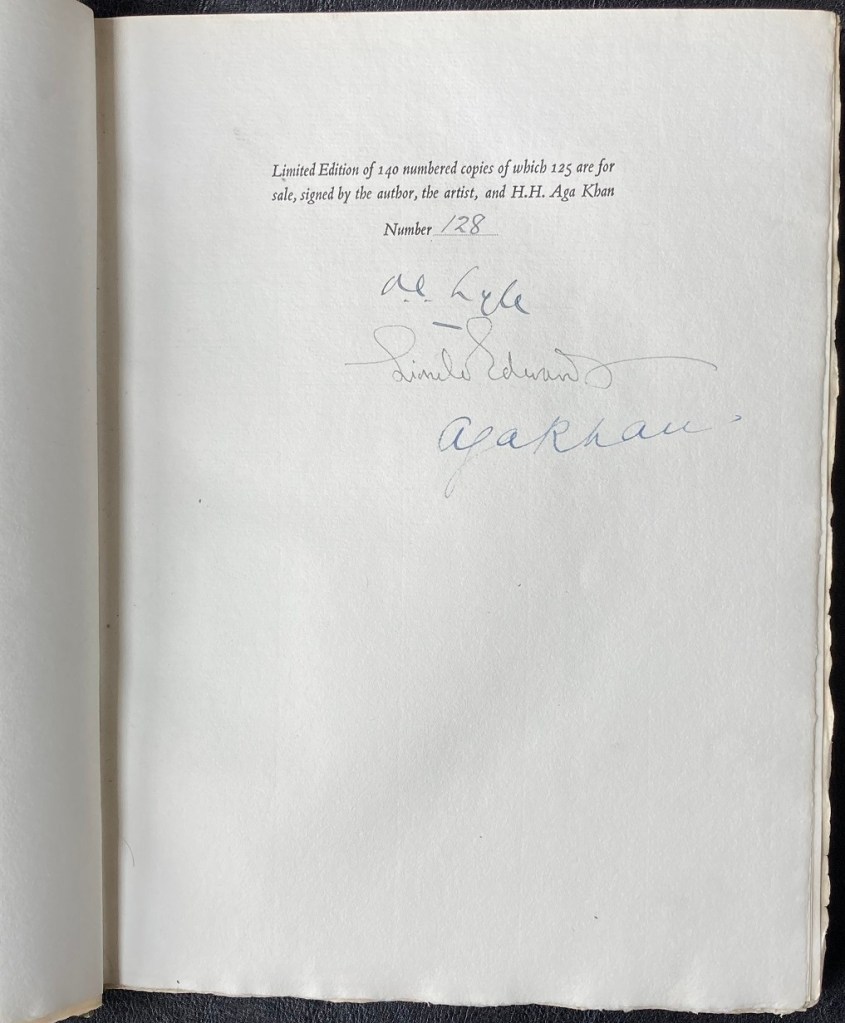 Limited Edition of 140 numbered copies of which 125 are for
sale, signed by the author, the artist, and H.H. Aga Khan
Number 128
R.C. Lyle
Lionel Edwards
Aga Khan.